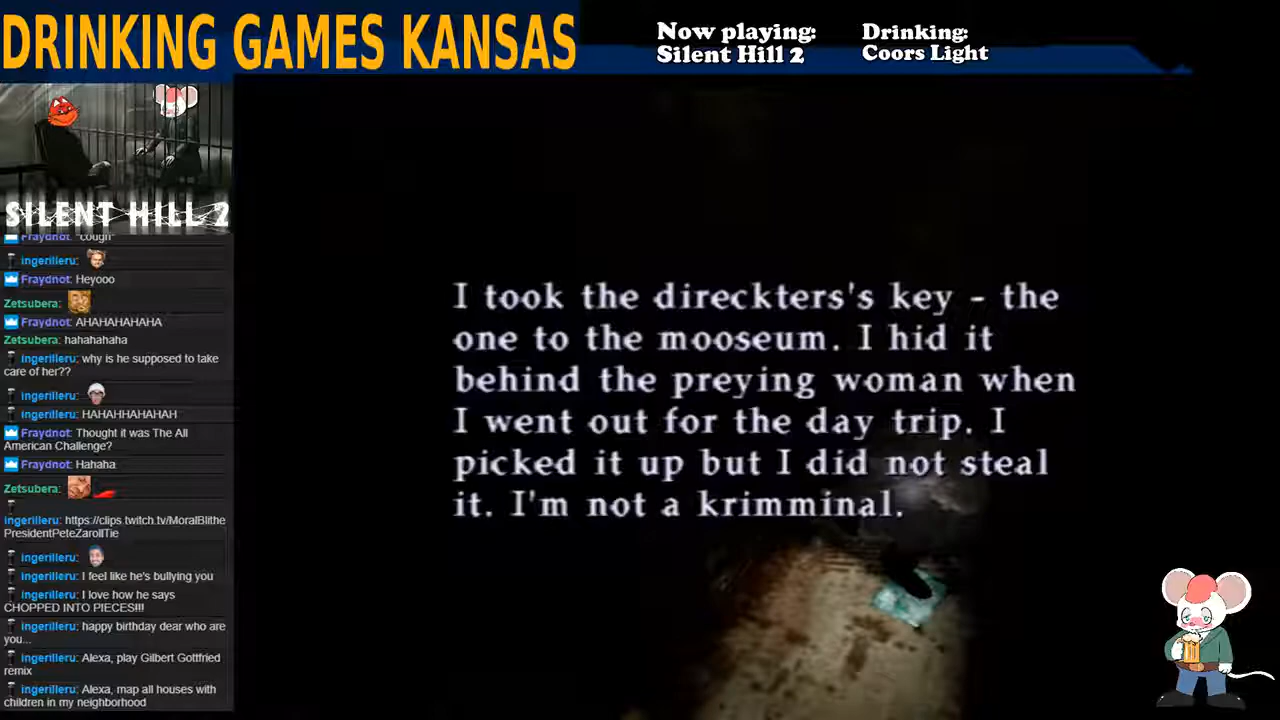 DRINKING GAMES KANSAS
Now playing:
Silent Hill 2
Drinking:
Coors Light
SILENT HILL 2
Fraydnot: *cough*
ingerilleru:
Fraydnot: Heyooo
Zetsubera:
Fraydnot: AHAHAHAHAHA
Zetsubera: hahahahaha
ingerilleru: why is he supposed to take
care of her??
ingerilleru:
ingerilleru: HAHAHHAHAHAH
Fraydnot: Thought it was The All
American Challenge?
Fraydnot: Hahaha
Zetsubera:
ingerilleru: https://clips.twitch.tv/MoralBlithe
PresidentPeteZarollTie
ingerilleru:
ingerilleru: I feel like he's bullying you
ingerilleru: I love how he says
CHOPPED INTO PIECES!!!
ingerilleru: happy birthday dear who are
you...
ingerilleru: Alexa, play Gilbert Gottfried
remix
ingerilleru: Alexa, map all houses with
children in my neighborhood
I took the direckters's key - the
one to the mooseum. I hid it
behind the preying woman when
I went out for the day trip. I
picked it up but I did not steal
it. I'm not a krimminal.